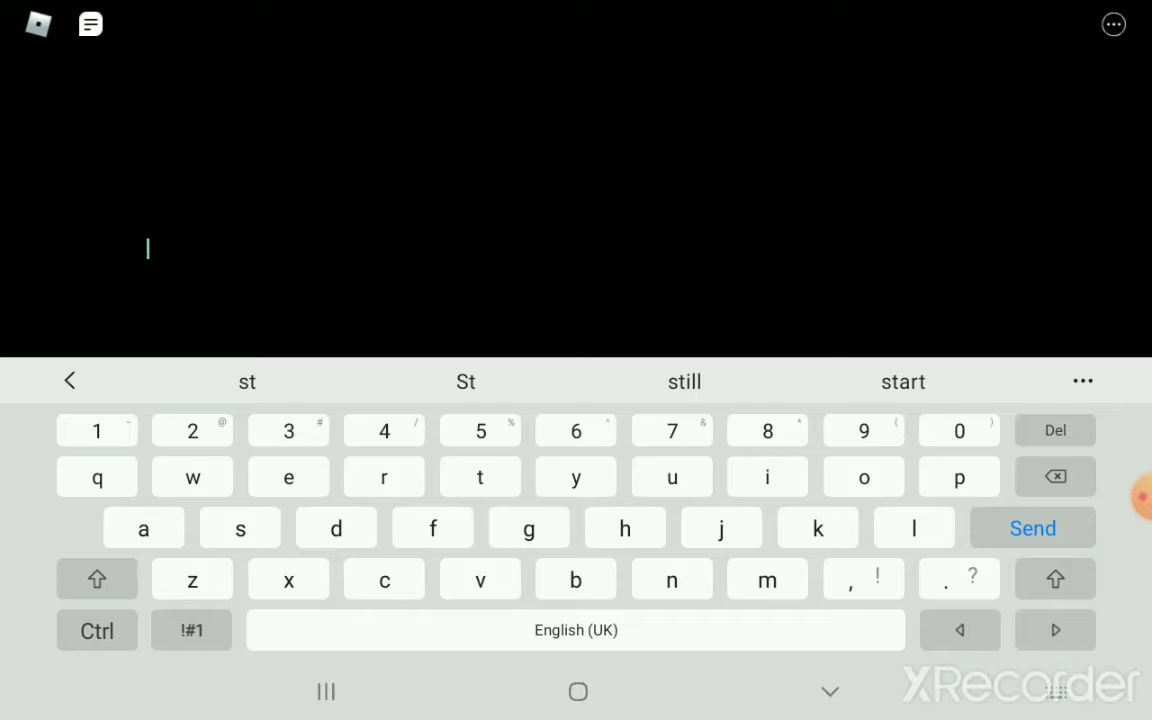 st St still start
1 - 2 @ 3 # 4 / 5 % 6 ^ 7 & 8 * 9 ( 0 ) Del
q w e r t y u i o p
a s d f g h j k l Send
z x c v b n m , ! . ?
Ctrl !#1 English (UK)
XRecorder